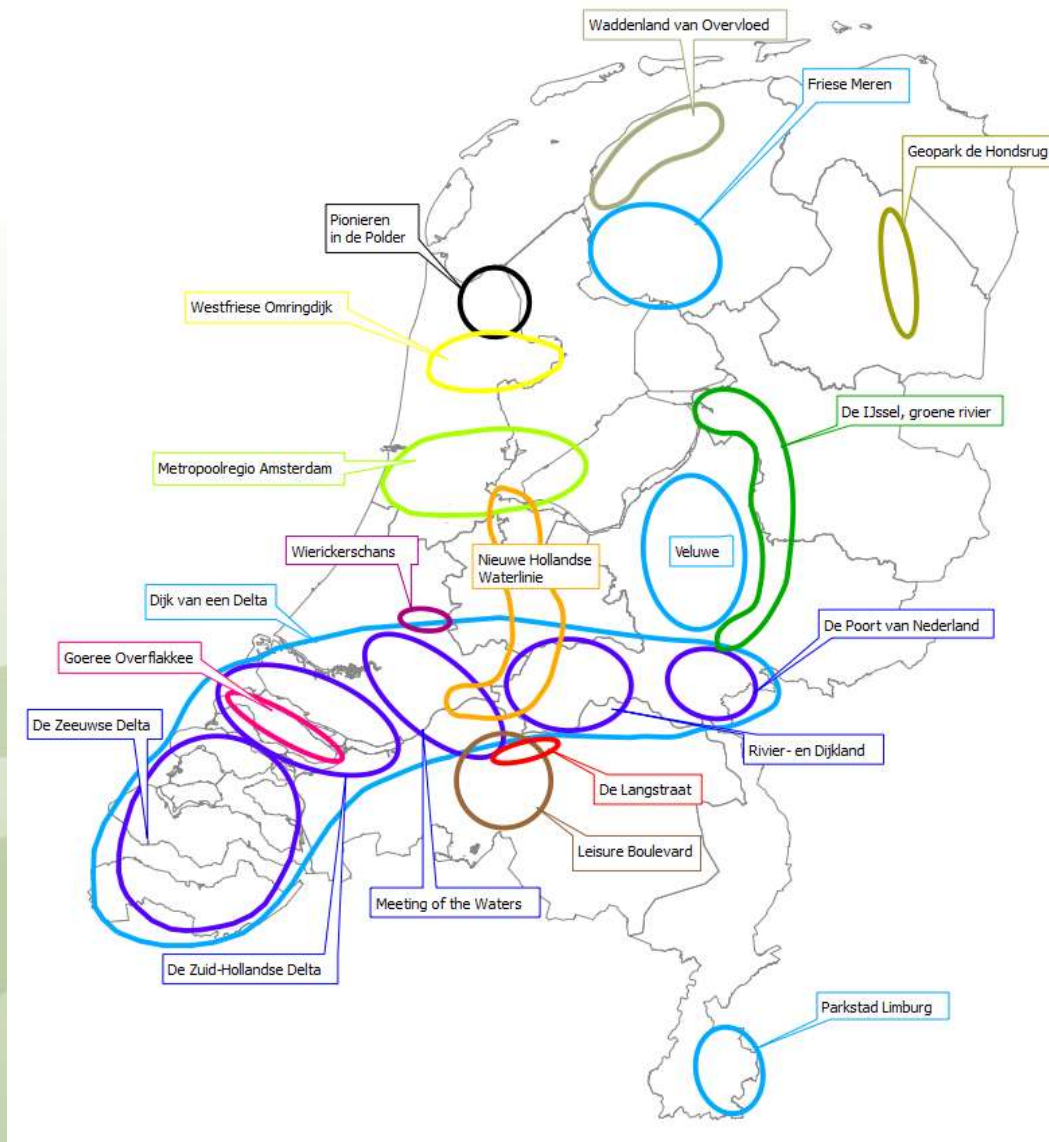 Waddenland van Overvloed
Friese Meren
Geopark de Hondsrug
Pionieren
in de Polder
Westfriese Omringdijk
De IJssel, groene rivier
Metropoolregio Amsterdam
Wierickerschans
Nieuwe Hollandse
Waterlinie
Veluwe
Dijk van een Delta
De Poort van Nederland
Goeree Overflakkee
De Zeeuwse Delta
Rivier- en Dijkland
De Langstraat
Leisure Boulevard
Meeting of the Waters
De Zuid-Hollandse Delta
Parkstad Limburg